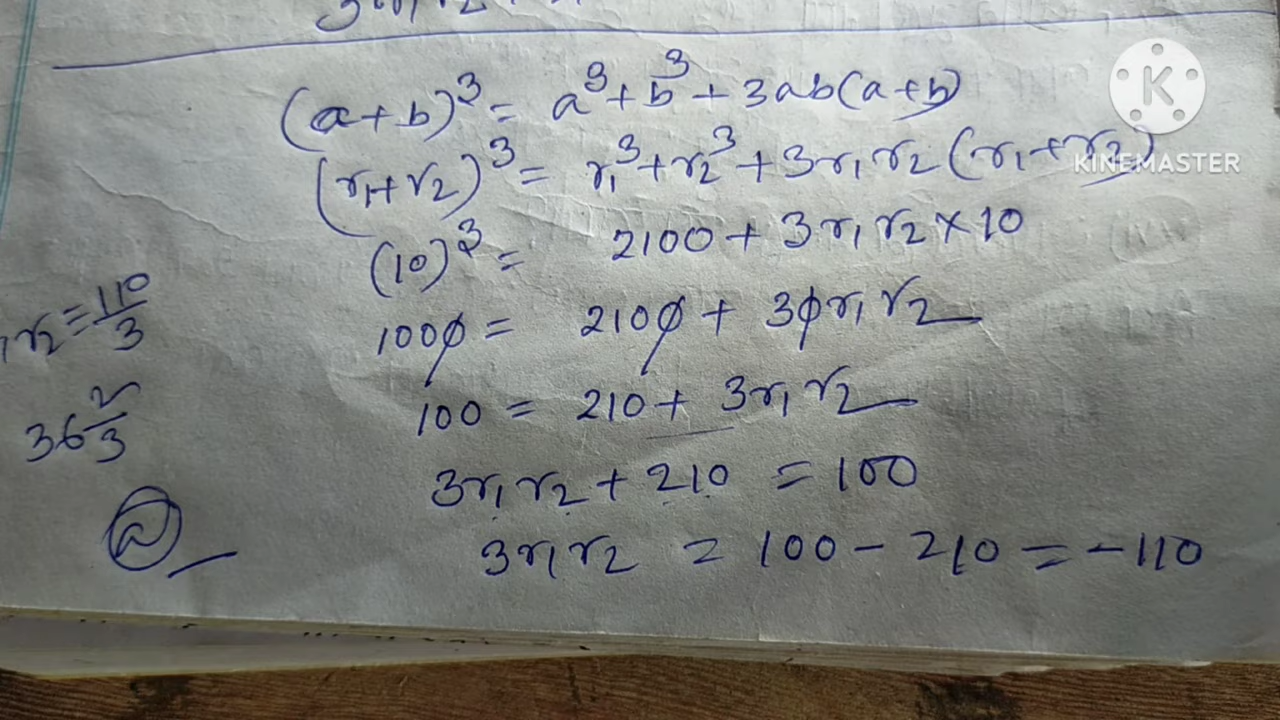 (a+b)³ = a³+b³+3ab(a+b)
(r₁+r₂)³ = r₁³+r₂³+3r₁r₂(r₁+r₂)
KINEMASTER
(10)³ = 2100+3r₁r₂×10
1000 = 2100+30r₁r₂
100 = 210+3r₁r₂
3r₁r₂+210 = 100
3r₁r₂ = 100-210 = -110
r₂ = 110/3
36 2/3